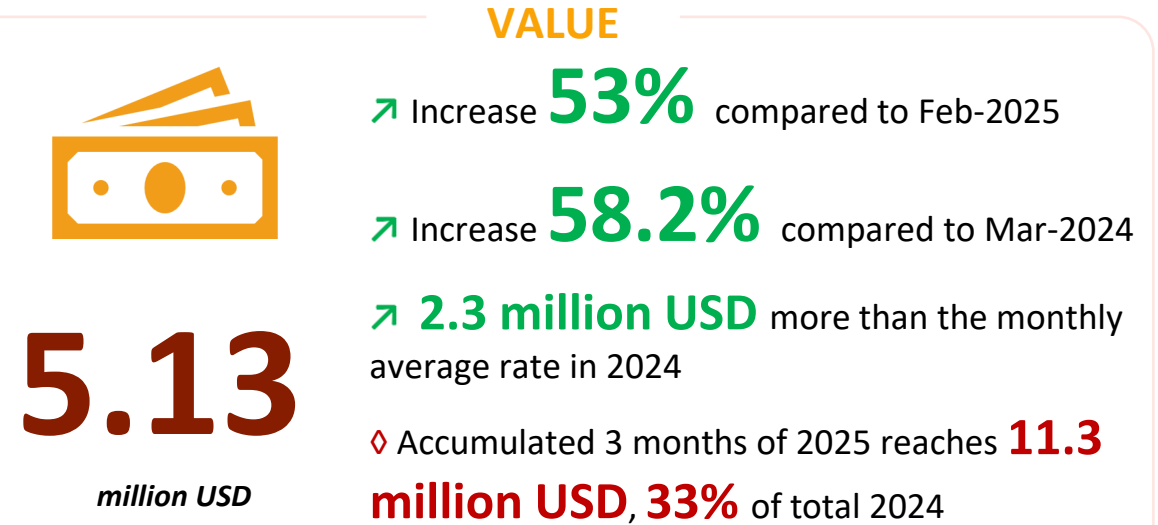 VALUE
↗ Increase 53% compared to Feb-2025
↗ Increase 58.2% compared to Mar-2024
↗ 2.3 million USD more than the monthly
average rate in 2024
5.13
million USD
◊ Accumulated 3 months of 2025 reaches 11.3
million USD, 33% of total 2024